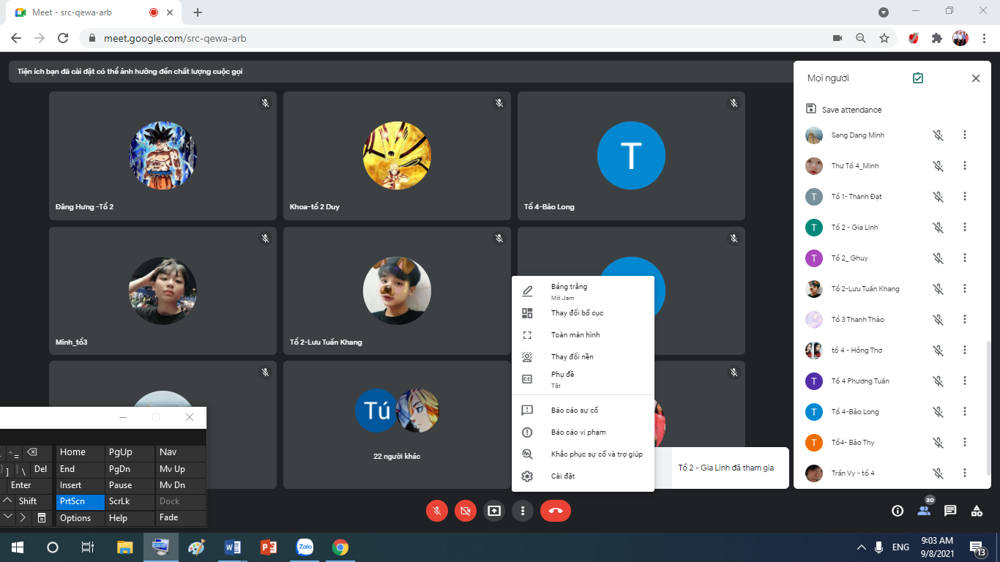 Meet - src-qewa-arb
meet.google.com/src-qewa-arb
Tiện ích bạn đã cài đặt có thể ảnh hưởng đến chất lượng cuộc gọi
Đăng Hưng -Tổ 2
Khoa-tổ 2 Duy
T
Tổ 4-Bảo Long
Minh_tổ3
Tổ 2-Lưu Tuấn Khang
Tú
22 người khác
Bảng trắng
Mở Jam
Thay đổi bố cục
Toàn màn hình
Thay đổi nền
CC
Phụ đề
Tắt
Báo cáo sự cố
Báo cáo vi phạm
Khắc phục sự cố và trợ giúp
Cài đặt
Tổ 2 - Gia Linh đã tham gia
Mọi người
Save attendance
Sang Dang Minh
Thư Tổ 4_Minh
T Tổ 1- Thành Đạt
T Tổ 2 - Gia Linh
T Tổ 2_ Ghuy
Tổ 2-Lưu Tuấn Khang
Tổ 3 Thanh Thảo
tổ 4 - Hồng Thơ
T Tổ 4 Phương Tuấn
T Tổ 4-Bảo Long
T Tổ4- Bảo Thy
Trần Vy - tổ 4
30
Home PgUp Nav
] | \ Del End PgDn Mv Up
Enter Insert Pause Mv Dn
Shift PrtScn ScrLk Dock
Options Help Fade
Zalo
ENG
9:03 AM
9/8/2021
13